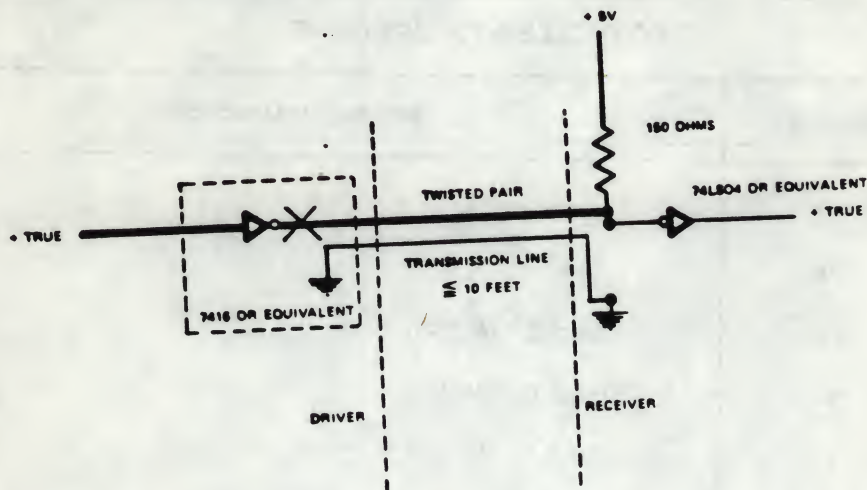 + 5V
150 OHMS
74LS04 OR EQUIVALENT
TWISTED PAIR
+ TRUE
+ TRUE
TRANSMISSION LINE
≦ 10 FEET
7416 OR EQUIVALENT
DRIVER
RECEIVER